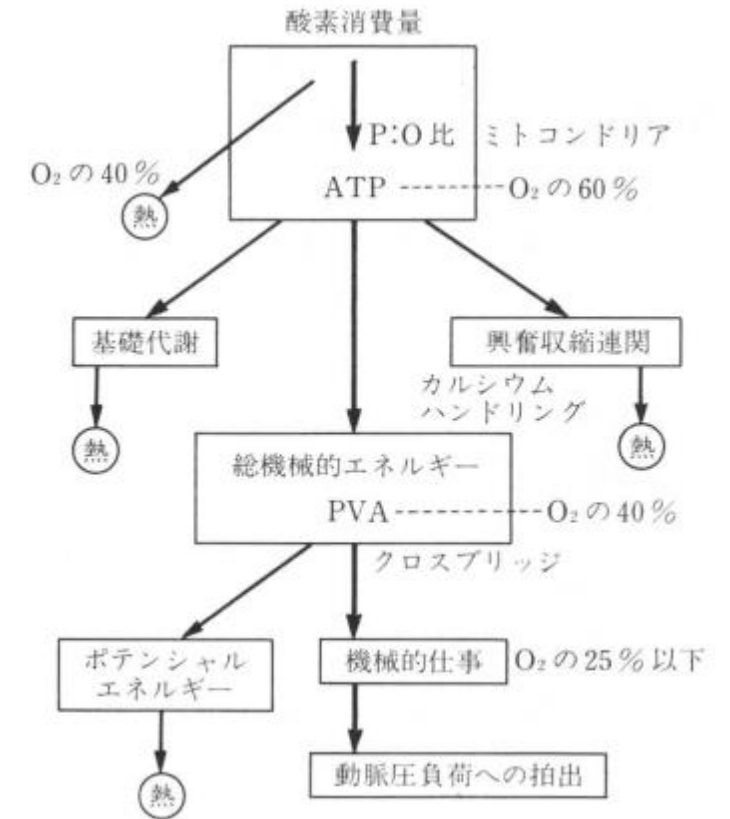 酸素消費量
P:O比 ミトコンドリア
O₂の40%
熱
ATP O₂の60%
基礎代謝
興奮収縮連関
カルシウム
ハンドリング
熱
熱
総機械的エネルギー
PVA O₂の40%
クロスブリッジ
ポテンシャル
エネルギー
機械的仕事 O₂の25%以下
熱
動脈圧負荷への拍出